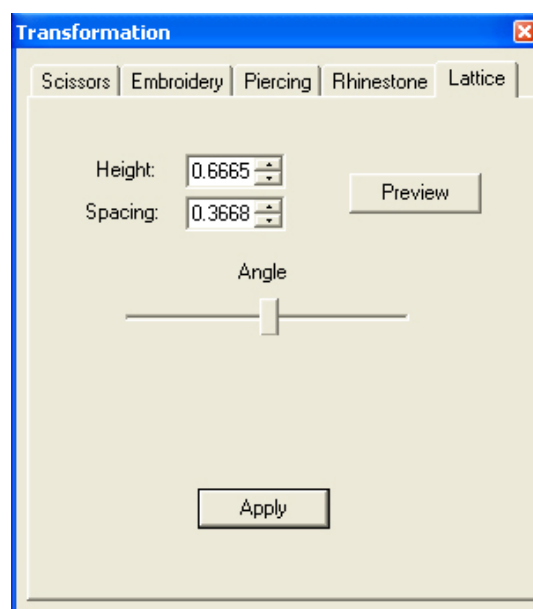 Transformation
Scissors Embroidery Piercing Rhinestone Lattice
Height: 0.6665
Preview
Spacing: 0.3668
Angle
Apply